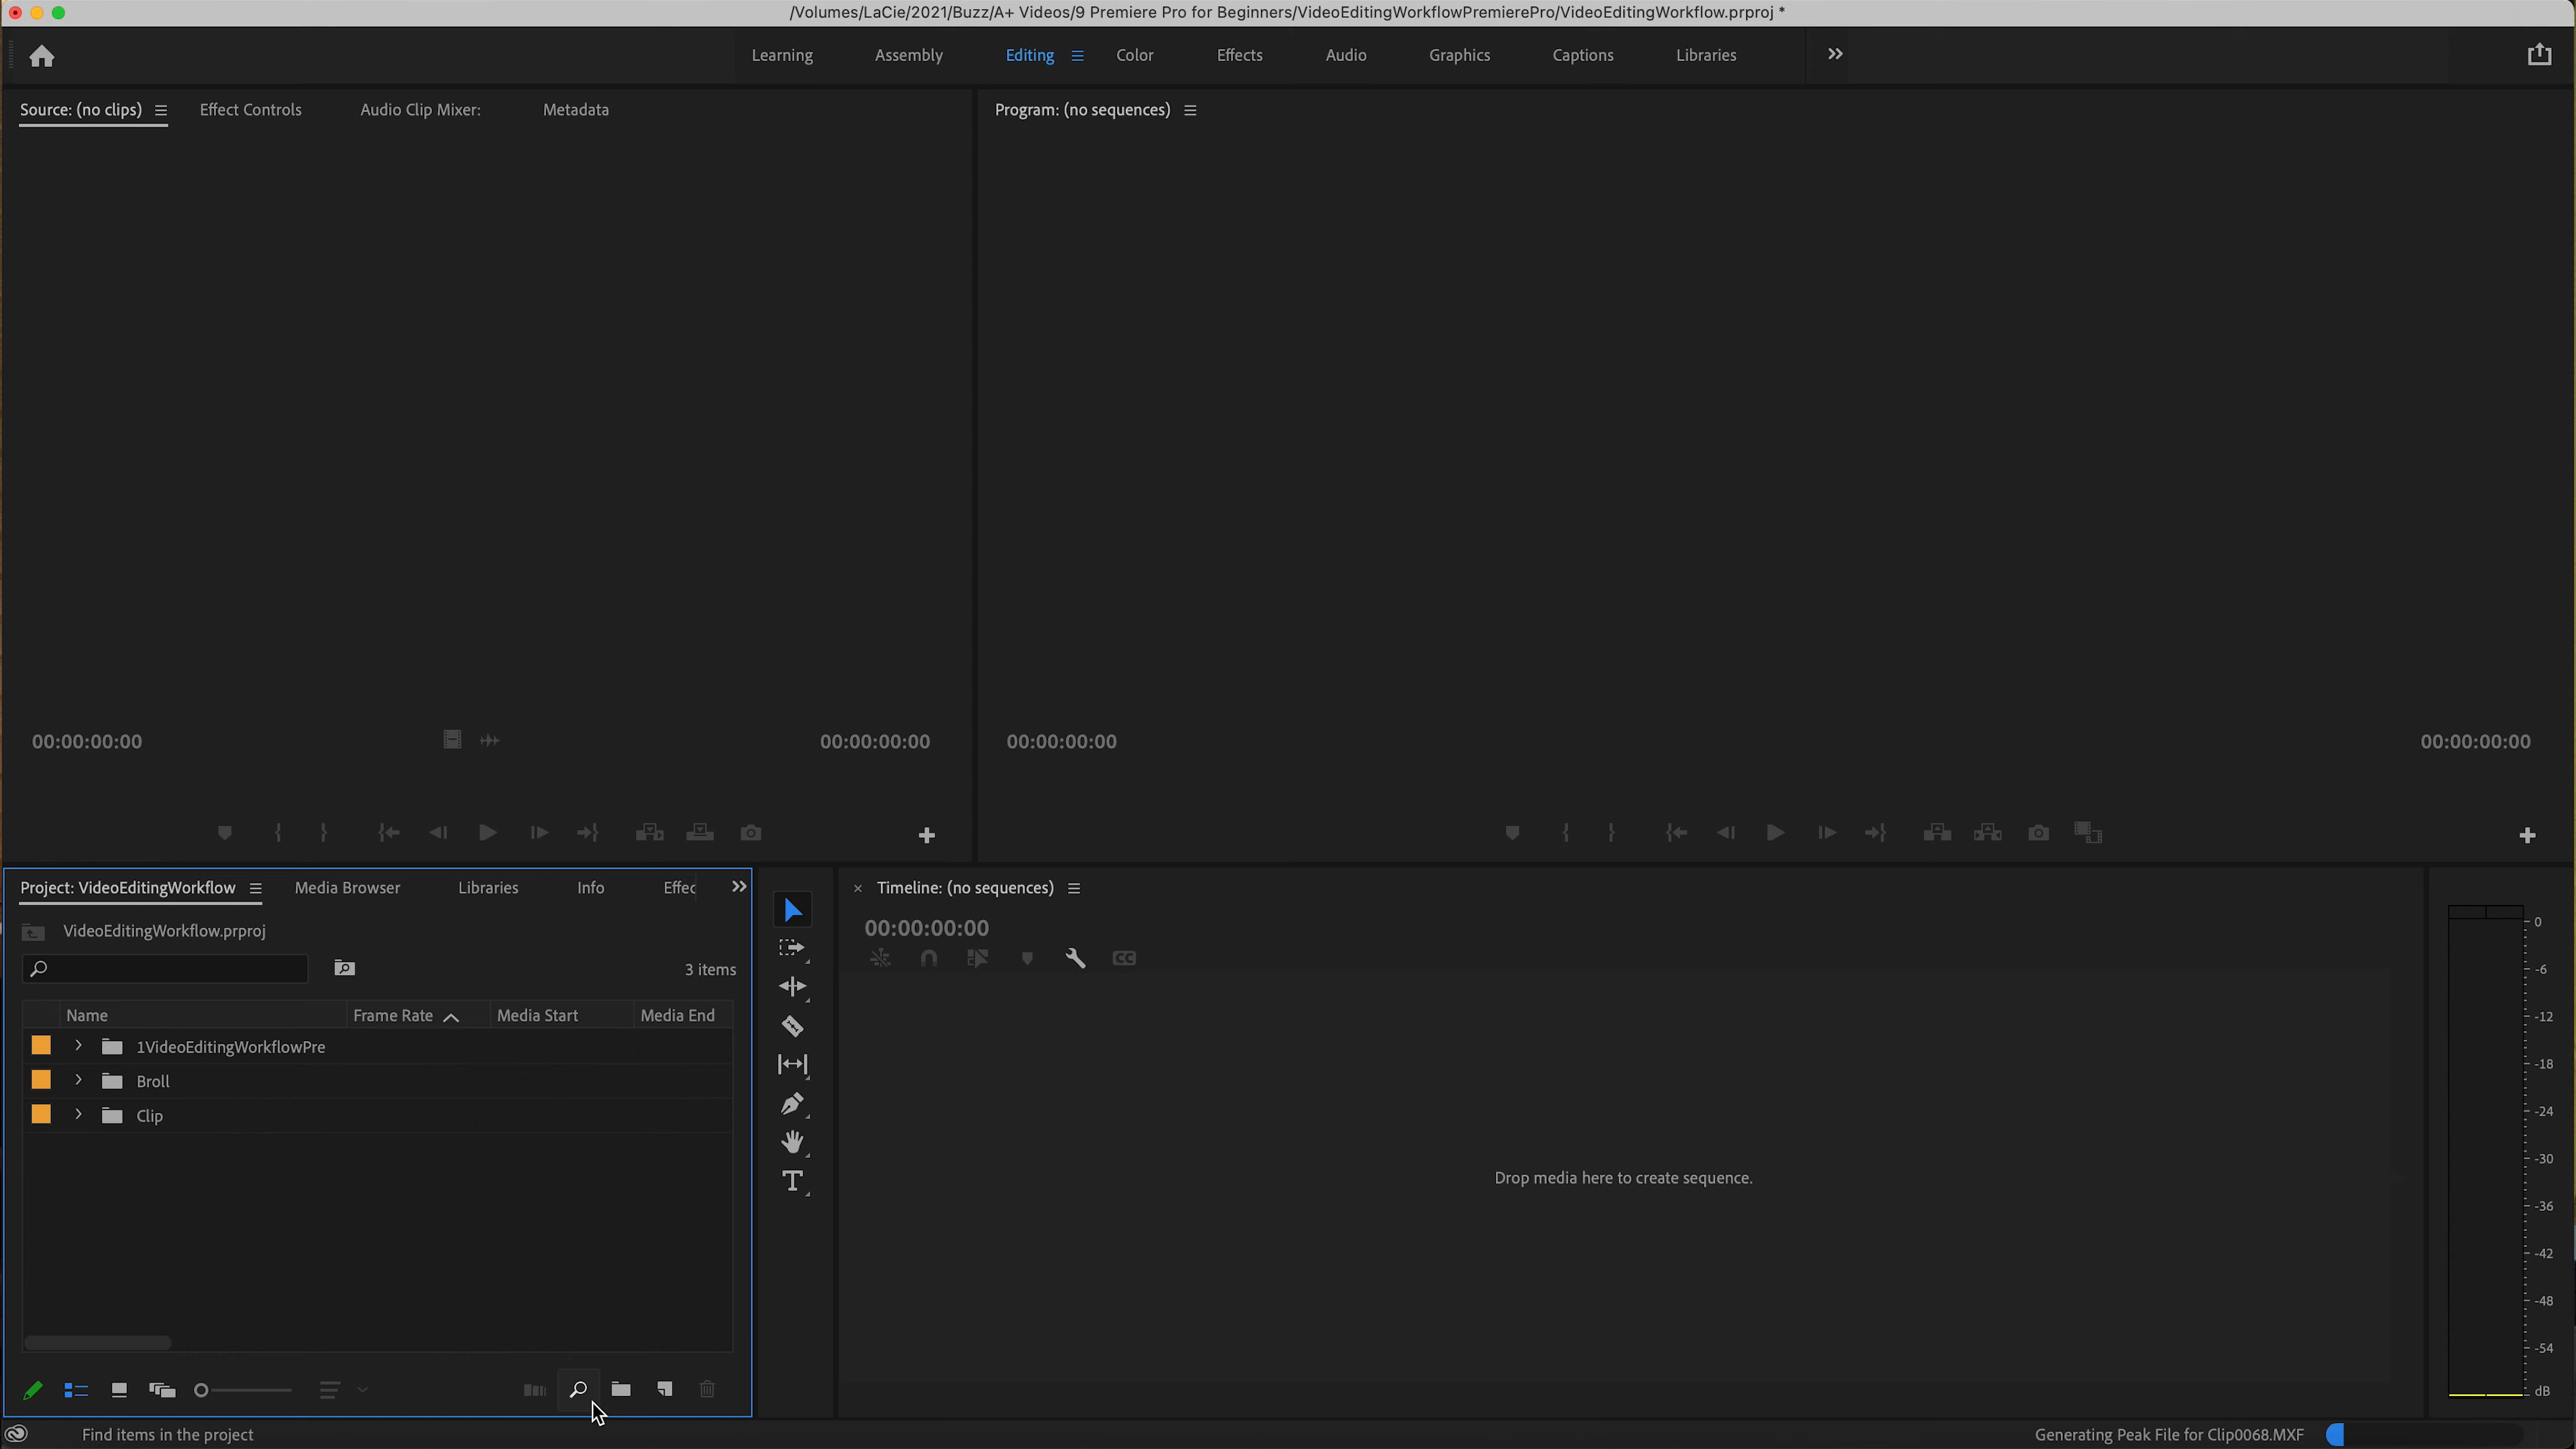 /Volumes/LaCie/2021/Buzz/A+ Videos/9 Premiere Pro for Beginners/VideoEditingWorkflowPremierePro/VideoEditingWorkflow.prproj *
Learning Assembly Editing Color Effects Audio Graphics Captions Libraries
Source: (no clips) Effect Controls Audio Clip Mixer: Metadata
Program: (no sequences)
00:00:00:00 00:00:00:00
00:00:00:00 00:00:00:00
Project: VideoEditingWorkflow Media Browser Libraries Info Effec
VideoEditingWorkflow.prproj
3 items
Name Frame Rate Media Start Media End
1VideoEditingWorkflowPre
Broll
Clip
Timeline: (no sequences)
00:00:00:00
CC
Drop media here to create sequence.
0
-6
-12
-18
-24
-30
-36
-42
-48
-54
dB
Find items in the project
Generating Peak File for Clip0068.MXF